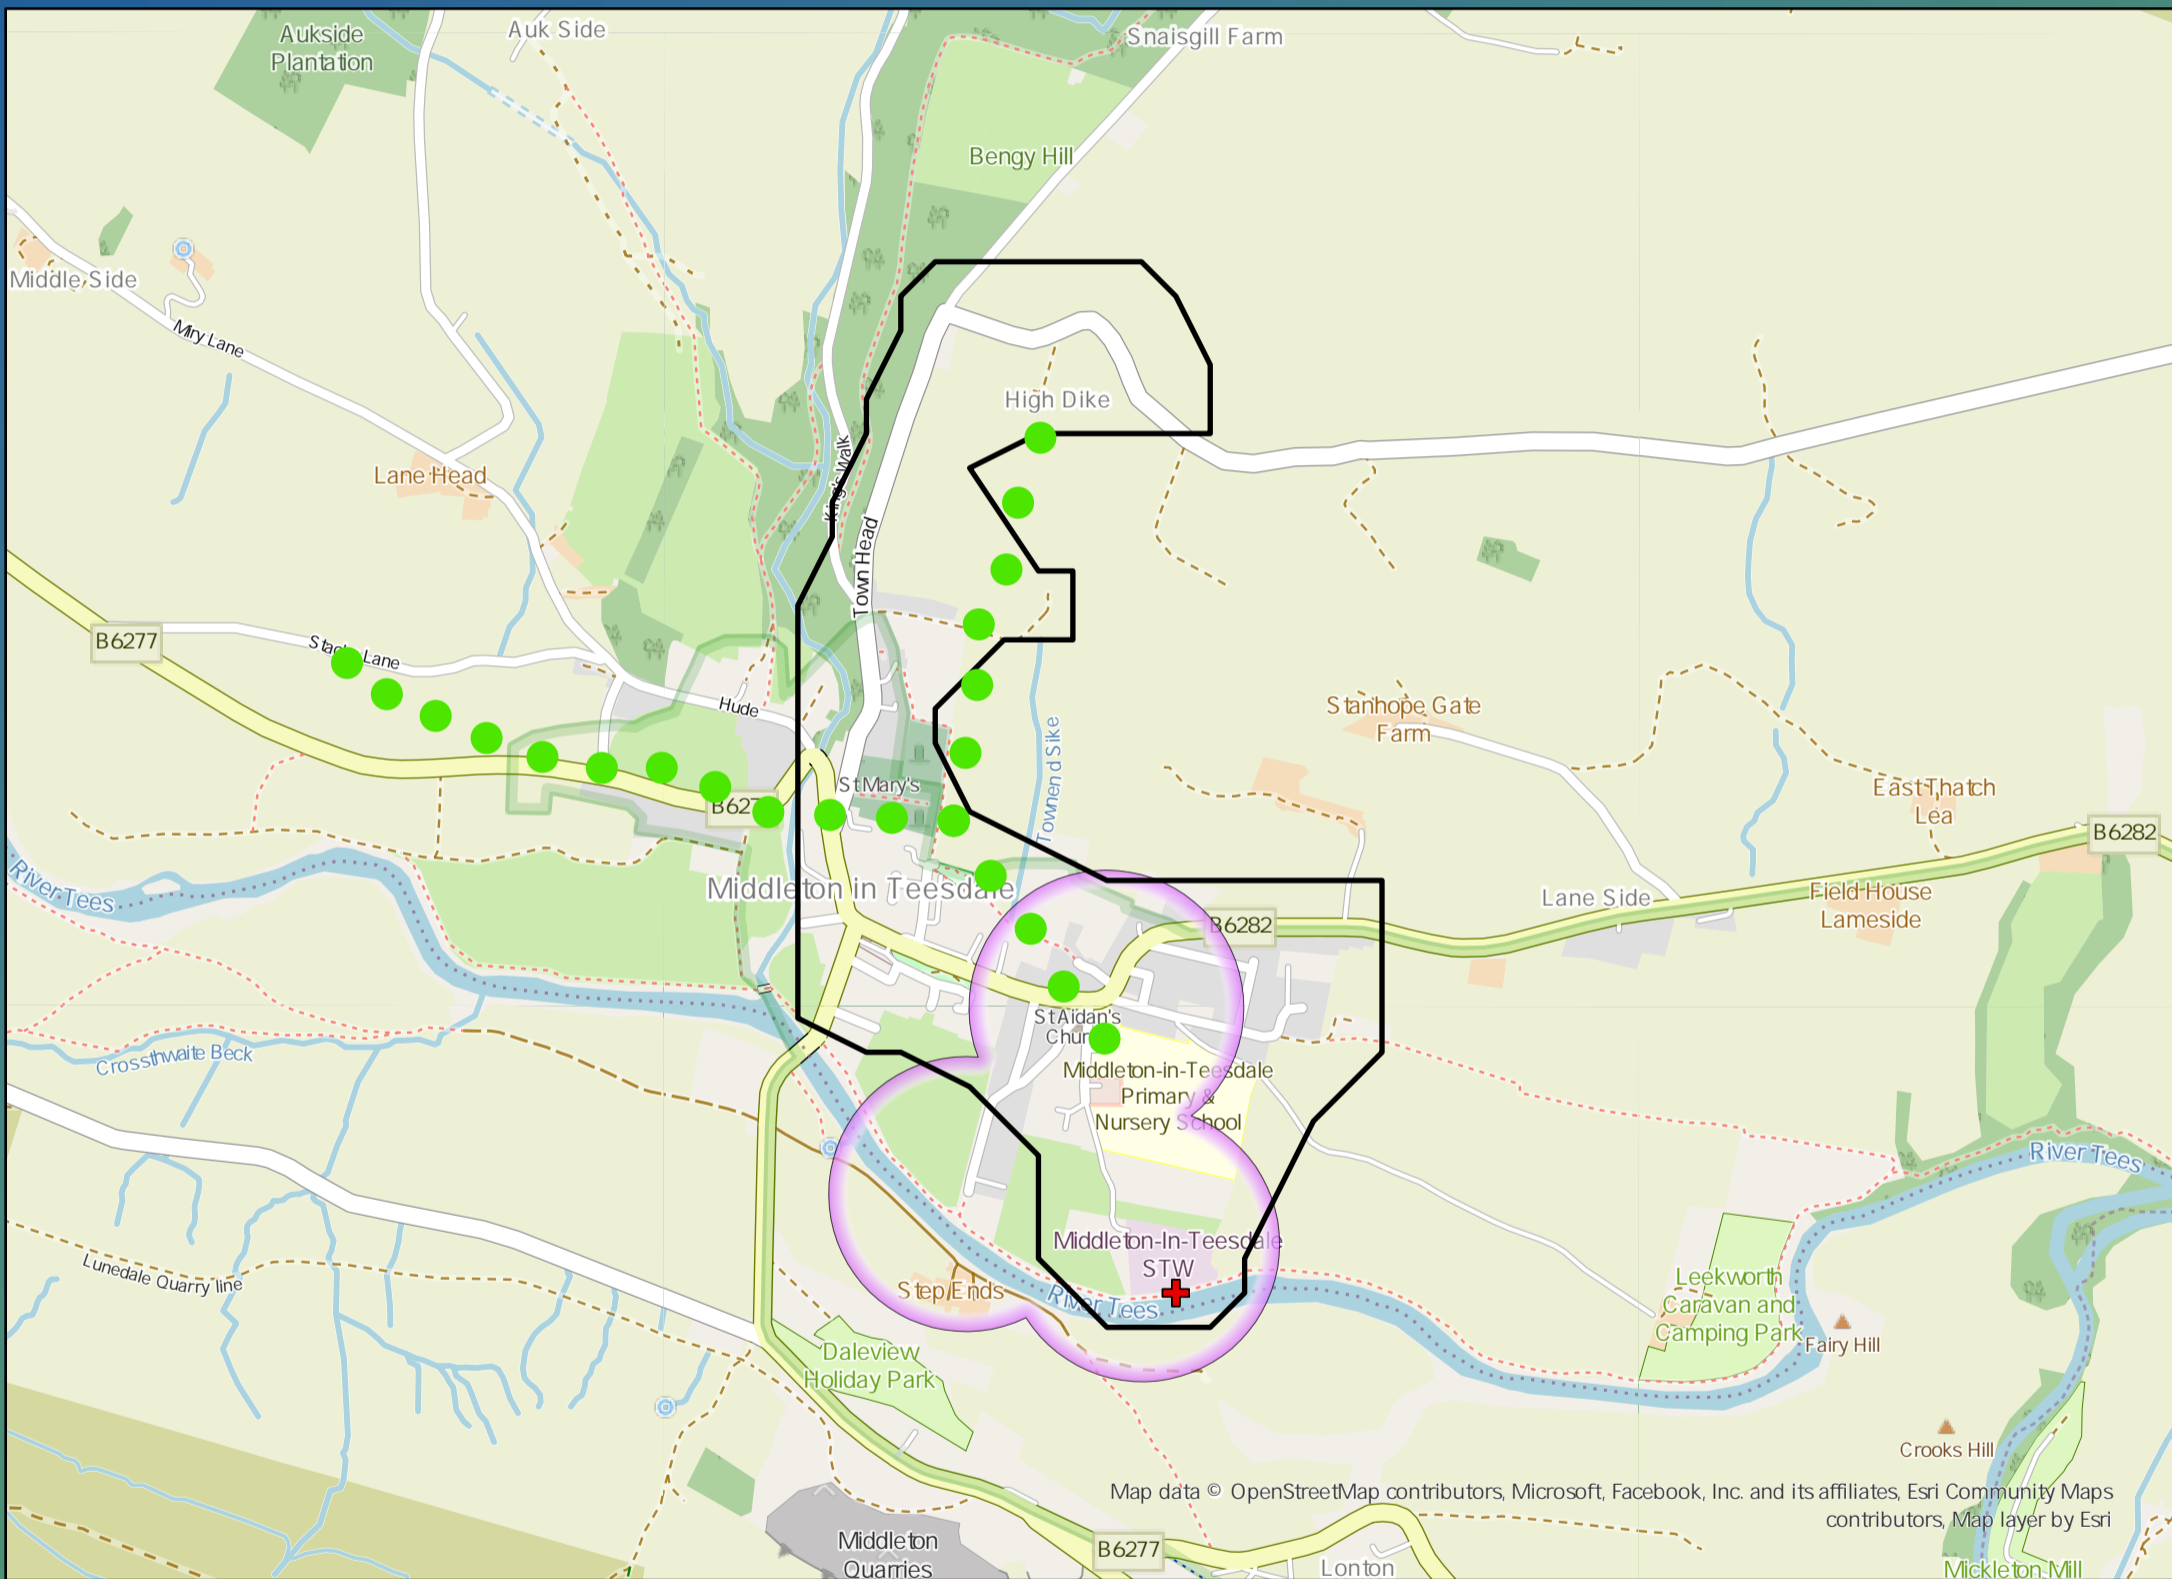 Aukside
Plantation
Auk Side
Snaisgill Farm
Bengy Hill
Middle Side
Miry Lane
High Dike
Lane Head
King's Walk
Town Head
B6277
Lane
Hude
Stanhope Gate
Farm
Townend Sike
St Mary's
East Thatch
Lea
B627
B6282
River Tees
Middleton in Teesdale
Lane Side
Field House
Lameside
B6282
St Aidan's
Crossthwaite Beck
Middleton-in-Teesdale
Primary &
Nursery School
River Tees
Middleton-In-Teesdale
STW
Lunedale Quarry line
Step Ends
River Tees
Leekworth
Caravan and
Camping Park
Fairy Hill
Daleview
Holiday Park
Crooks Hill
Map data © OpenStreetMap contributors, Microsoft, Facebook, Inc. and its affiliates, Esri Community Maps
contributors, Map layer by Esri
Middleton
Quarries
B6277
Lonton
Mickleton Mill